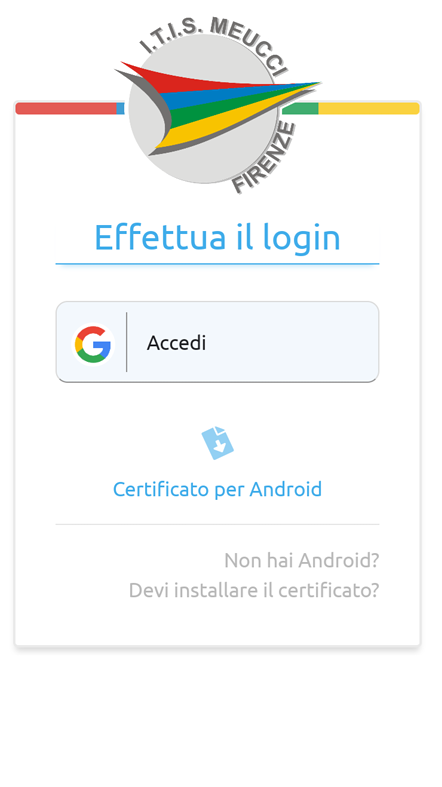 I.T.I.S. MEUCCI
FIRENZE
Effettua il login
Accedi
Certificato per Android
Non hai Android?
Devi installare il certificato?